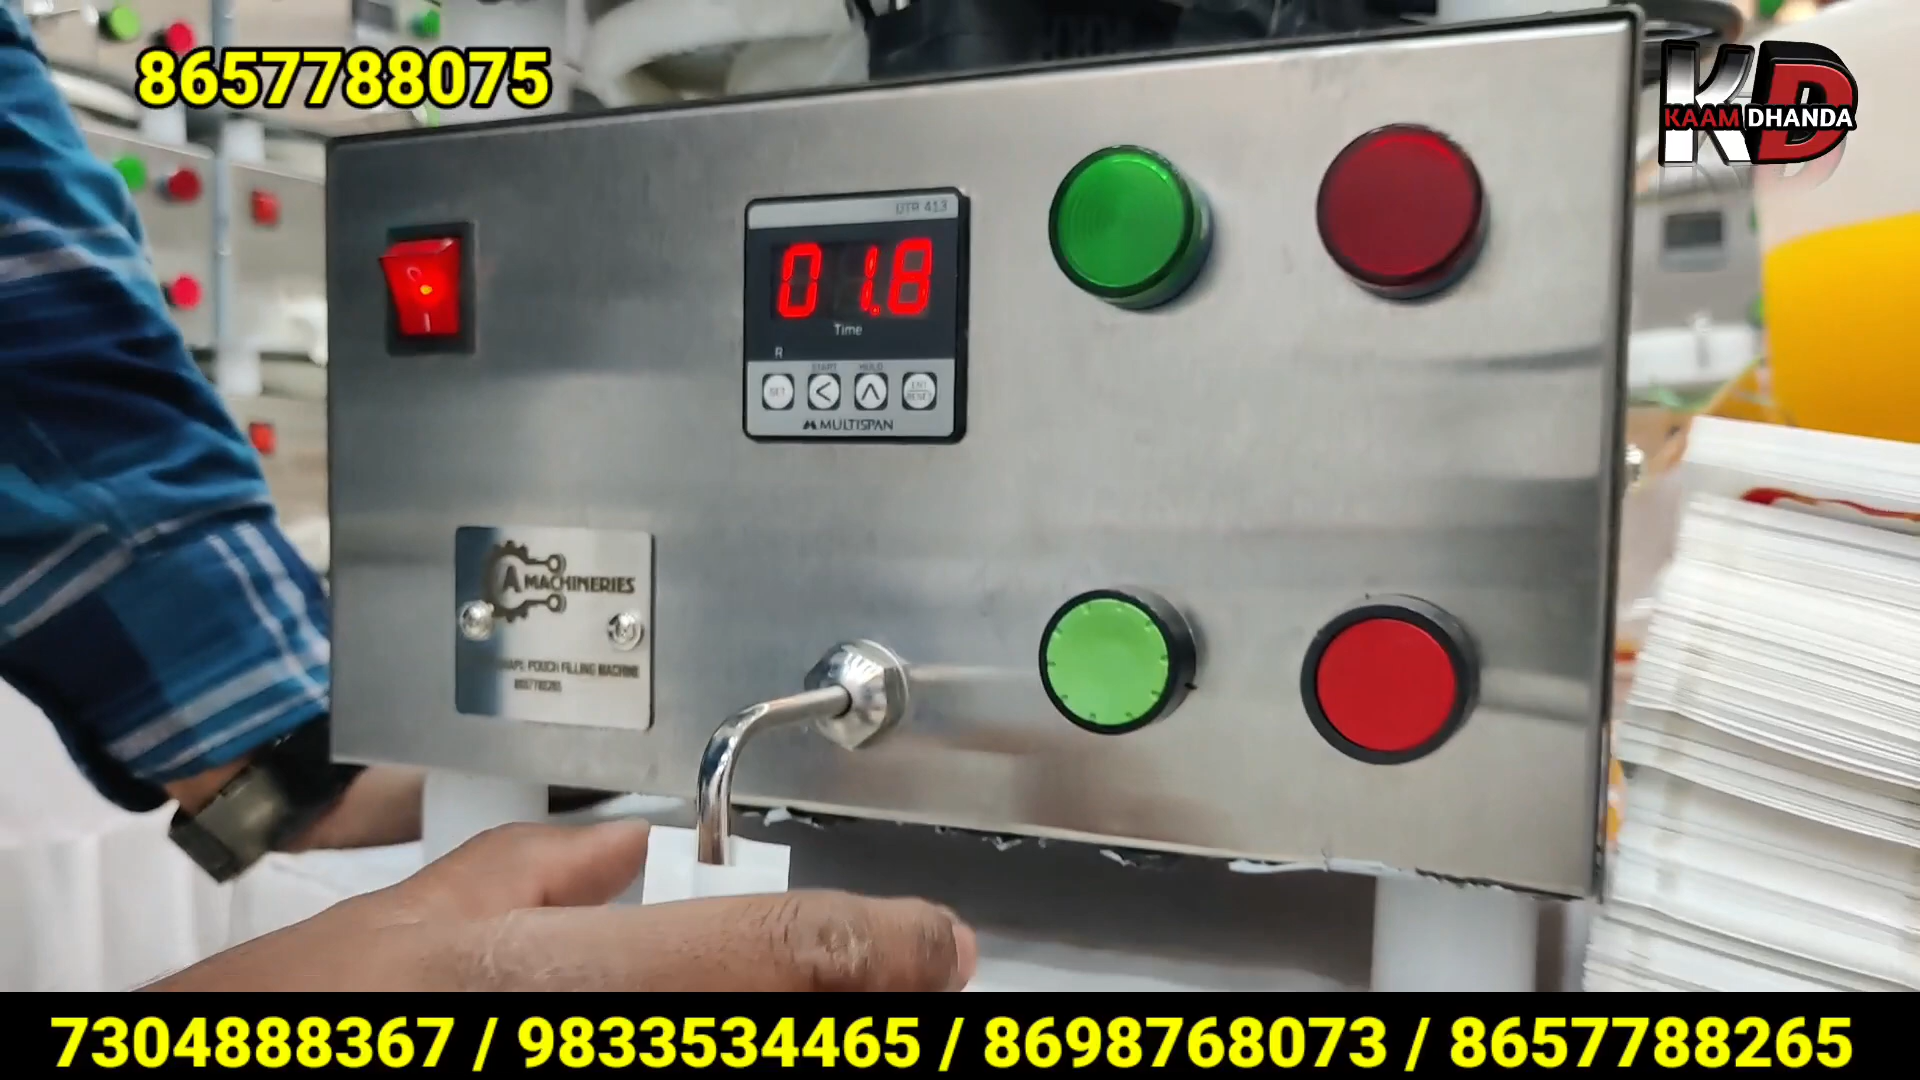 8657788075
KAAM DHANDA
UTR 413
01.8
Time
R
START HOLD
SET ENT RESET
MULTISPAN
A MACHINERIES
POUCH FILLING MACHINE
7304888367 / 9833534465 / 8698768073 / 8657788265